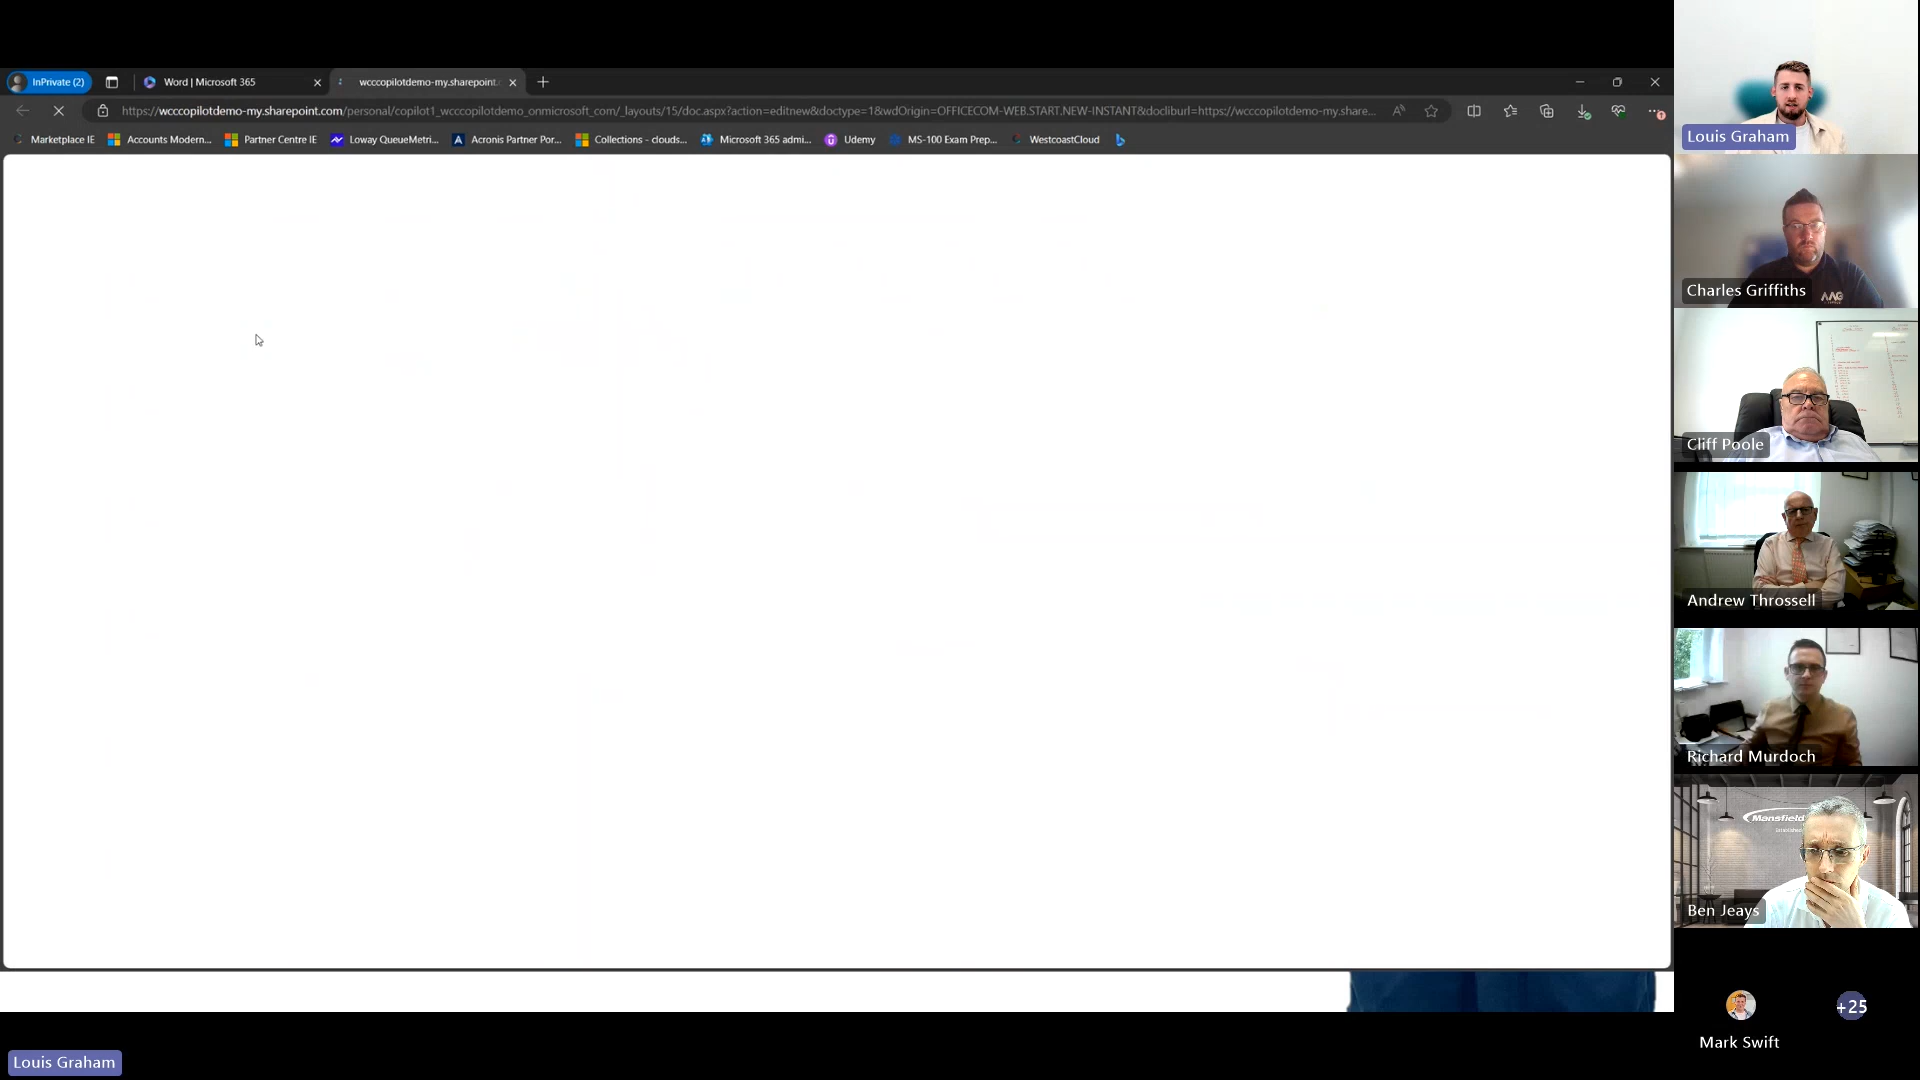 InPrivate (2)
Word | Microsoft 365
wcccopilotdemo-my.sharepoint.
https://wcccopilotdemo-my.sharepoint.com/personal/copilot1_wcccopilotdemo_onmicrosoft_com/_layouts/15/doc.aspx?action=editnew&doctype=1&wdOrigin=OFFICECOM-WEB.START.NEW-INSTANT&docliburl=https://wcccopilotdemo-my.share...
Marketplace IE
Accounts Modern...
Partner Centre IE
Loway QueueMetri...
Acronis Partner Por...
Collections - clouds...
Microsoft 365 admi...
Udemy
MS-100 Exam Prep...
WestcoastCloud
Louis Graham
Charles Griffiths
AAG
Cliff Poole
Andrew Throssell
Richard Murdoch
Mansfield
Ben Jeays
+25
Mark Swift
Louis Graham